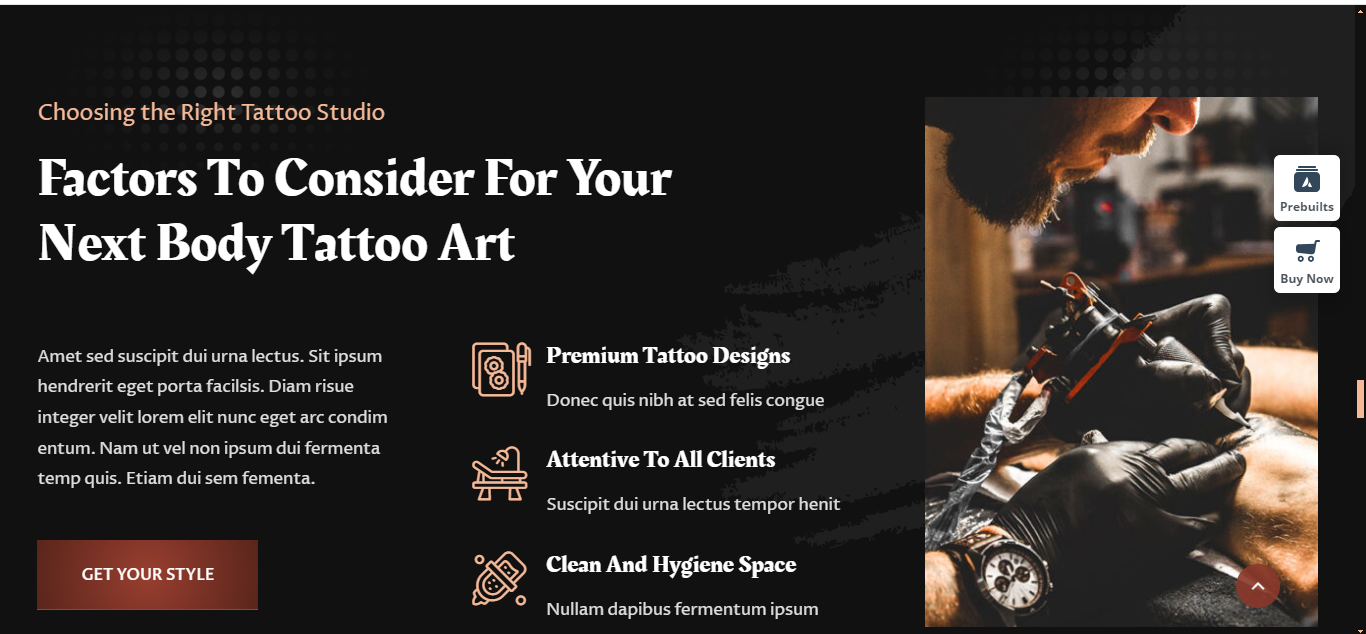 Choosing the Right Tattoo Studio
Factors To Consider For Your
Next Body Tattoo Art
Amet sed suscipit dui urna lectus. Sit ipsum
hendrerit eget porta facilsis. Diam risue
integer velit lorem elit nunc eget arc condim
entum. Nam ut vel non ipsum dui fermenta
temp quis. Etiam dui sem fementa.
GET YOUR STYLE
Premium Tattoo Designs
Donec quis nibh at sed felis congue
Attentive To All Clients
Suscipit dui urna lectus tempor henit
Clean And Hygiene Space
Nullam dapibus fermentum ipsum
Prebuilts
Buy Now